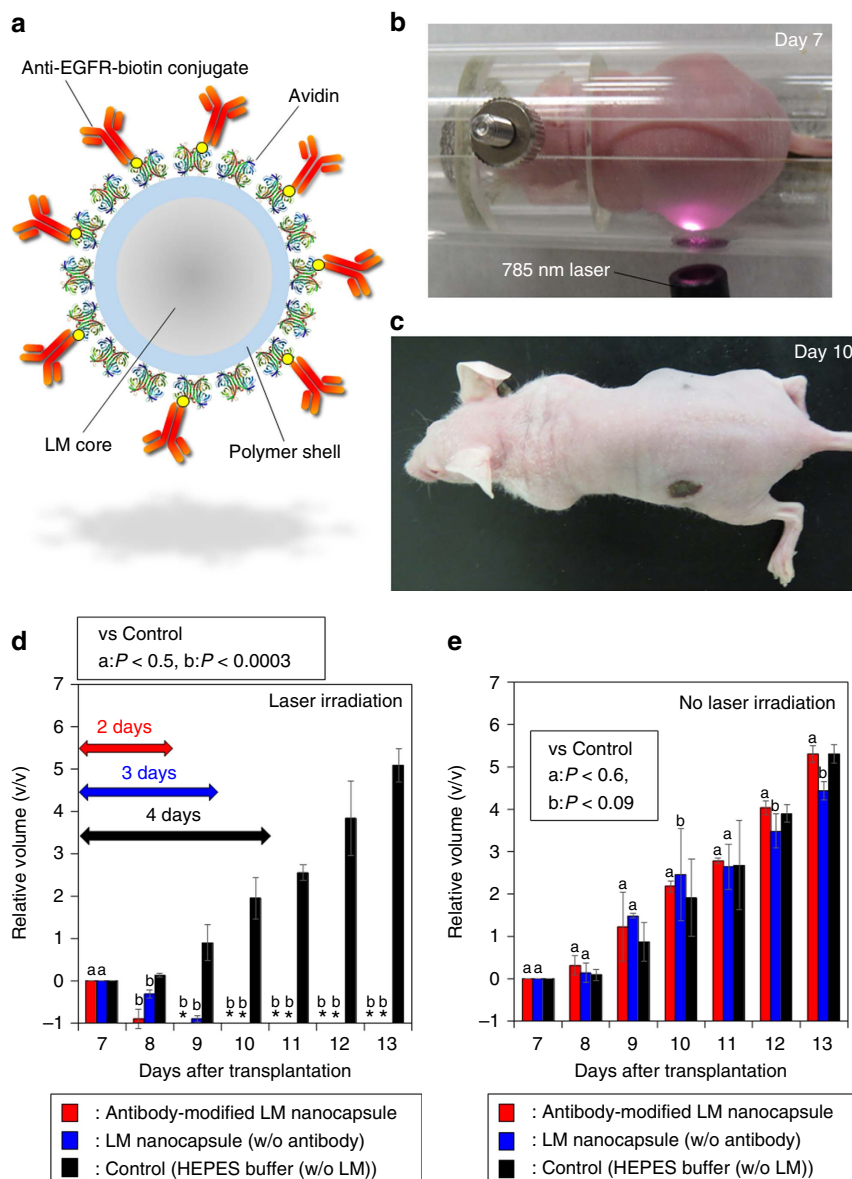 a
Anti-EGFR-biotin conjugate
Avidin
LM core
Polymer shell
b
Day 7
785 nm laser
c
Day 10
d
vs Control
a:P < 0.5, b:P < 0.0003
Laser irradiation
2 days
3 days
4 days
Relative volume (v/v)
7
6
5
4
3
2
1
0
–1
a a
b b
b b
* 
b b
* *
b b
* *
b b
* *
b b
* *
7 8 9 10 11 12 13
Days after transplantation
: Antibody-modified LM nanocapsule
: LM nanocapsule (w/o antibody)
: Control (HEPES buffer (w/o LM))
e
No laser irradiation
vs Control
a:P < 0.6,
b:P < 0.09
Relative volume (v/v)
7
6
5
4
3
2
1
0
–1
a a
a a
a a
a b
a a
a b
a b
7 8 9 10 11 12 13
Days after transplantation
: Antibody-modified LM nanocapsule
: LM nanocapsule (w/o antibody)
: Control (HEPES buffer (w/o LM))